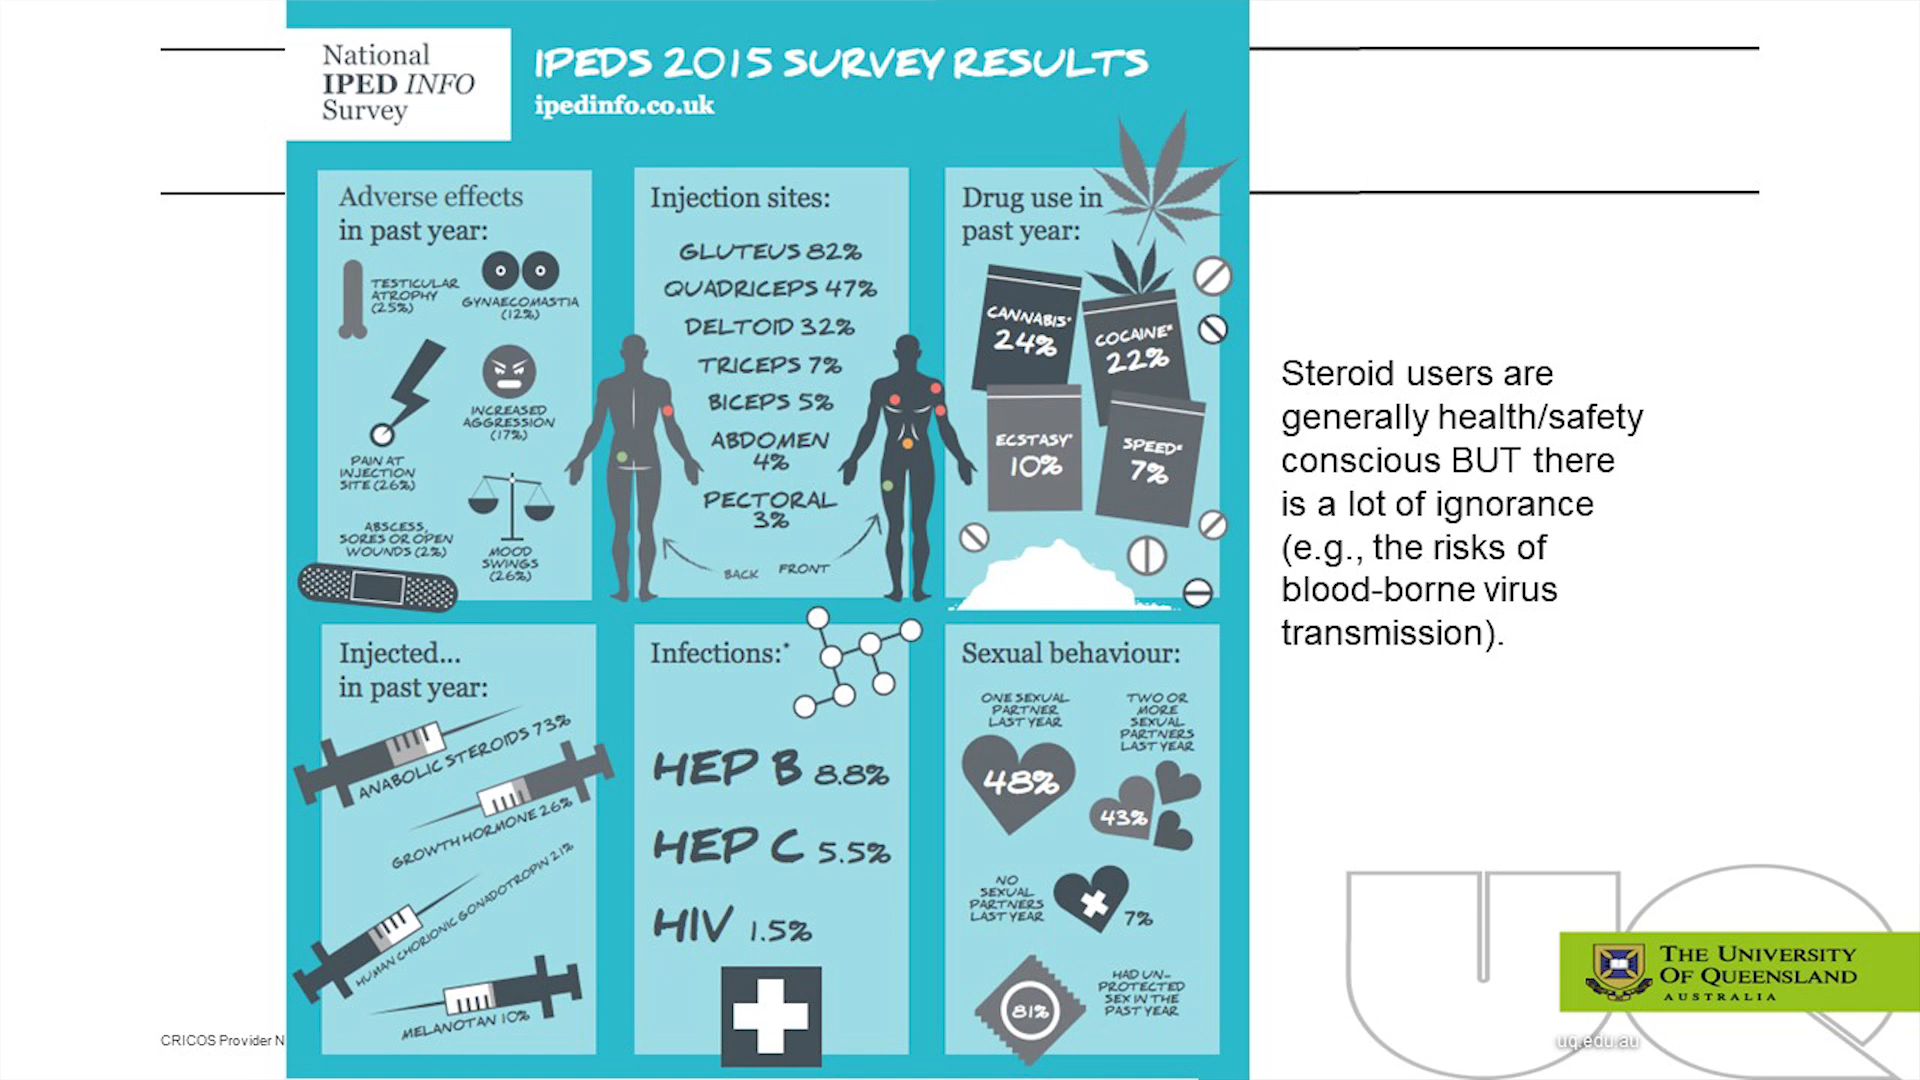 National
IPED INFO
Survey
IPEDS 2015 SURVEY RESULTS
ipedinfo.co.uk
Adverse effects
in past year:
TESTICULAR
ATROPHY
(25%)
GYNAECOMASTIA
(12%)
INCREASED
AGGRESSION
(17%)
PAIN AT
INJECTION
SITE (26%)
ABSCESS,
SORES OR OPEN
WOUNDS (2%)
MOOD
SWINGS
(26%)
Injection sites:
GLUTEUS 82%
QUADRICEPS 47%
DELTOID 32%
TRICEPS 7%
BICEPS 5%
ABDOMEN
4%
PECTORAL
3%
BACK
FRONT
Drug use in
past year:
CANNABIS*
24%
COCAINE*
22%
ECSTASY*
10%
SPEED*
7%
Injected...
in past year:
ANABOLIC STEROIDS 73%
GROWTH HORMONE 26%
HUMAN CHORIONIC GONADOTROPIN 21%
MELANOTAN 10%
Infections:*
HEP B 8.8%
HEP C 5.5%
HIV 1.5%
Sexual behaviour:
ONE SEXUAL
PARTNER
LAST YEAR
48%
TWO OR
MORE
SEXUAL
PARTNERS
LAST YEAR
43%
NO
SEXUAL
PARTNERS
LAST YEAR
7%
HAD UN-
PROTECTED
SEX IN THE
PAST YEAR
81%
Steroid users are
generally health/safety
conscious BUT there
is a lot of ignorance
(e.g., the risks of
blood-borne virus
transmission).
CRICOS Provider N
UQ
THE UNIVERSITY
OF QUEENSLAND
AUSTRALIA
uq.edu.au